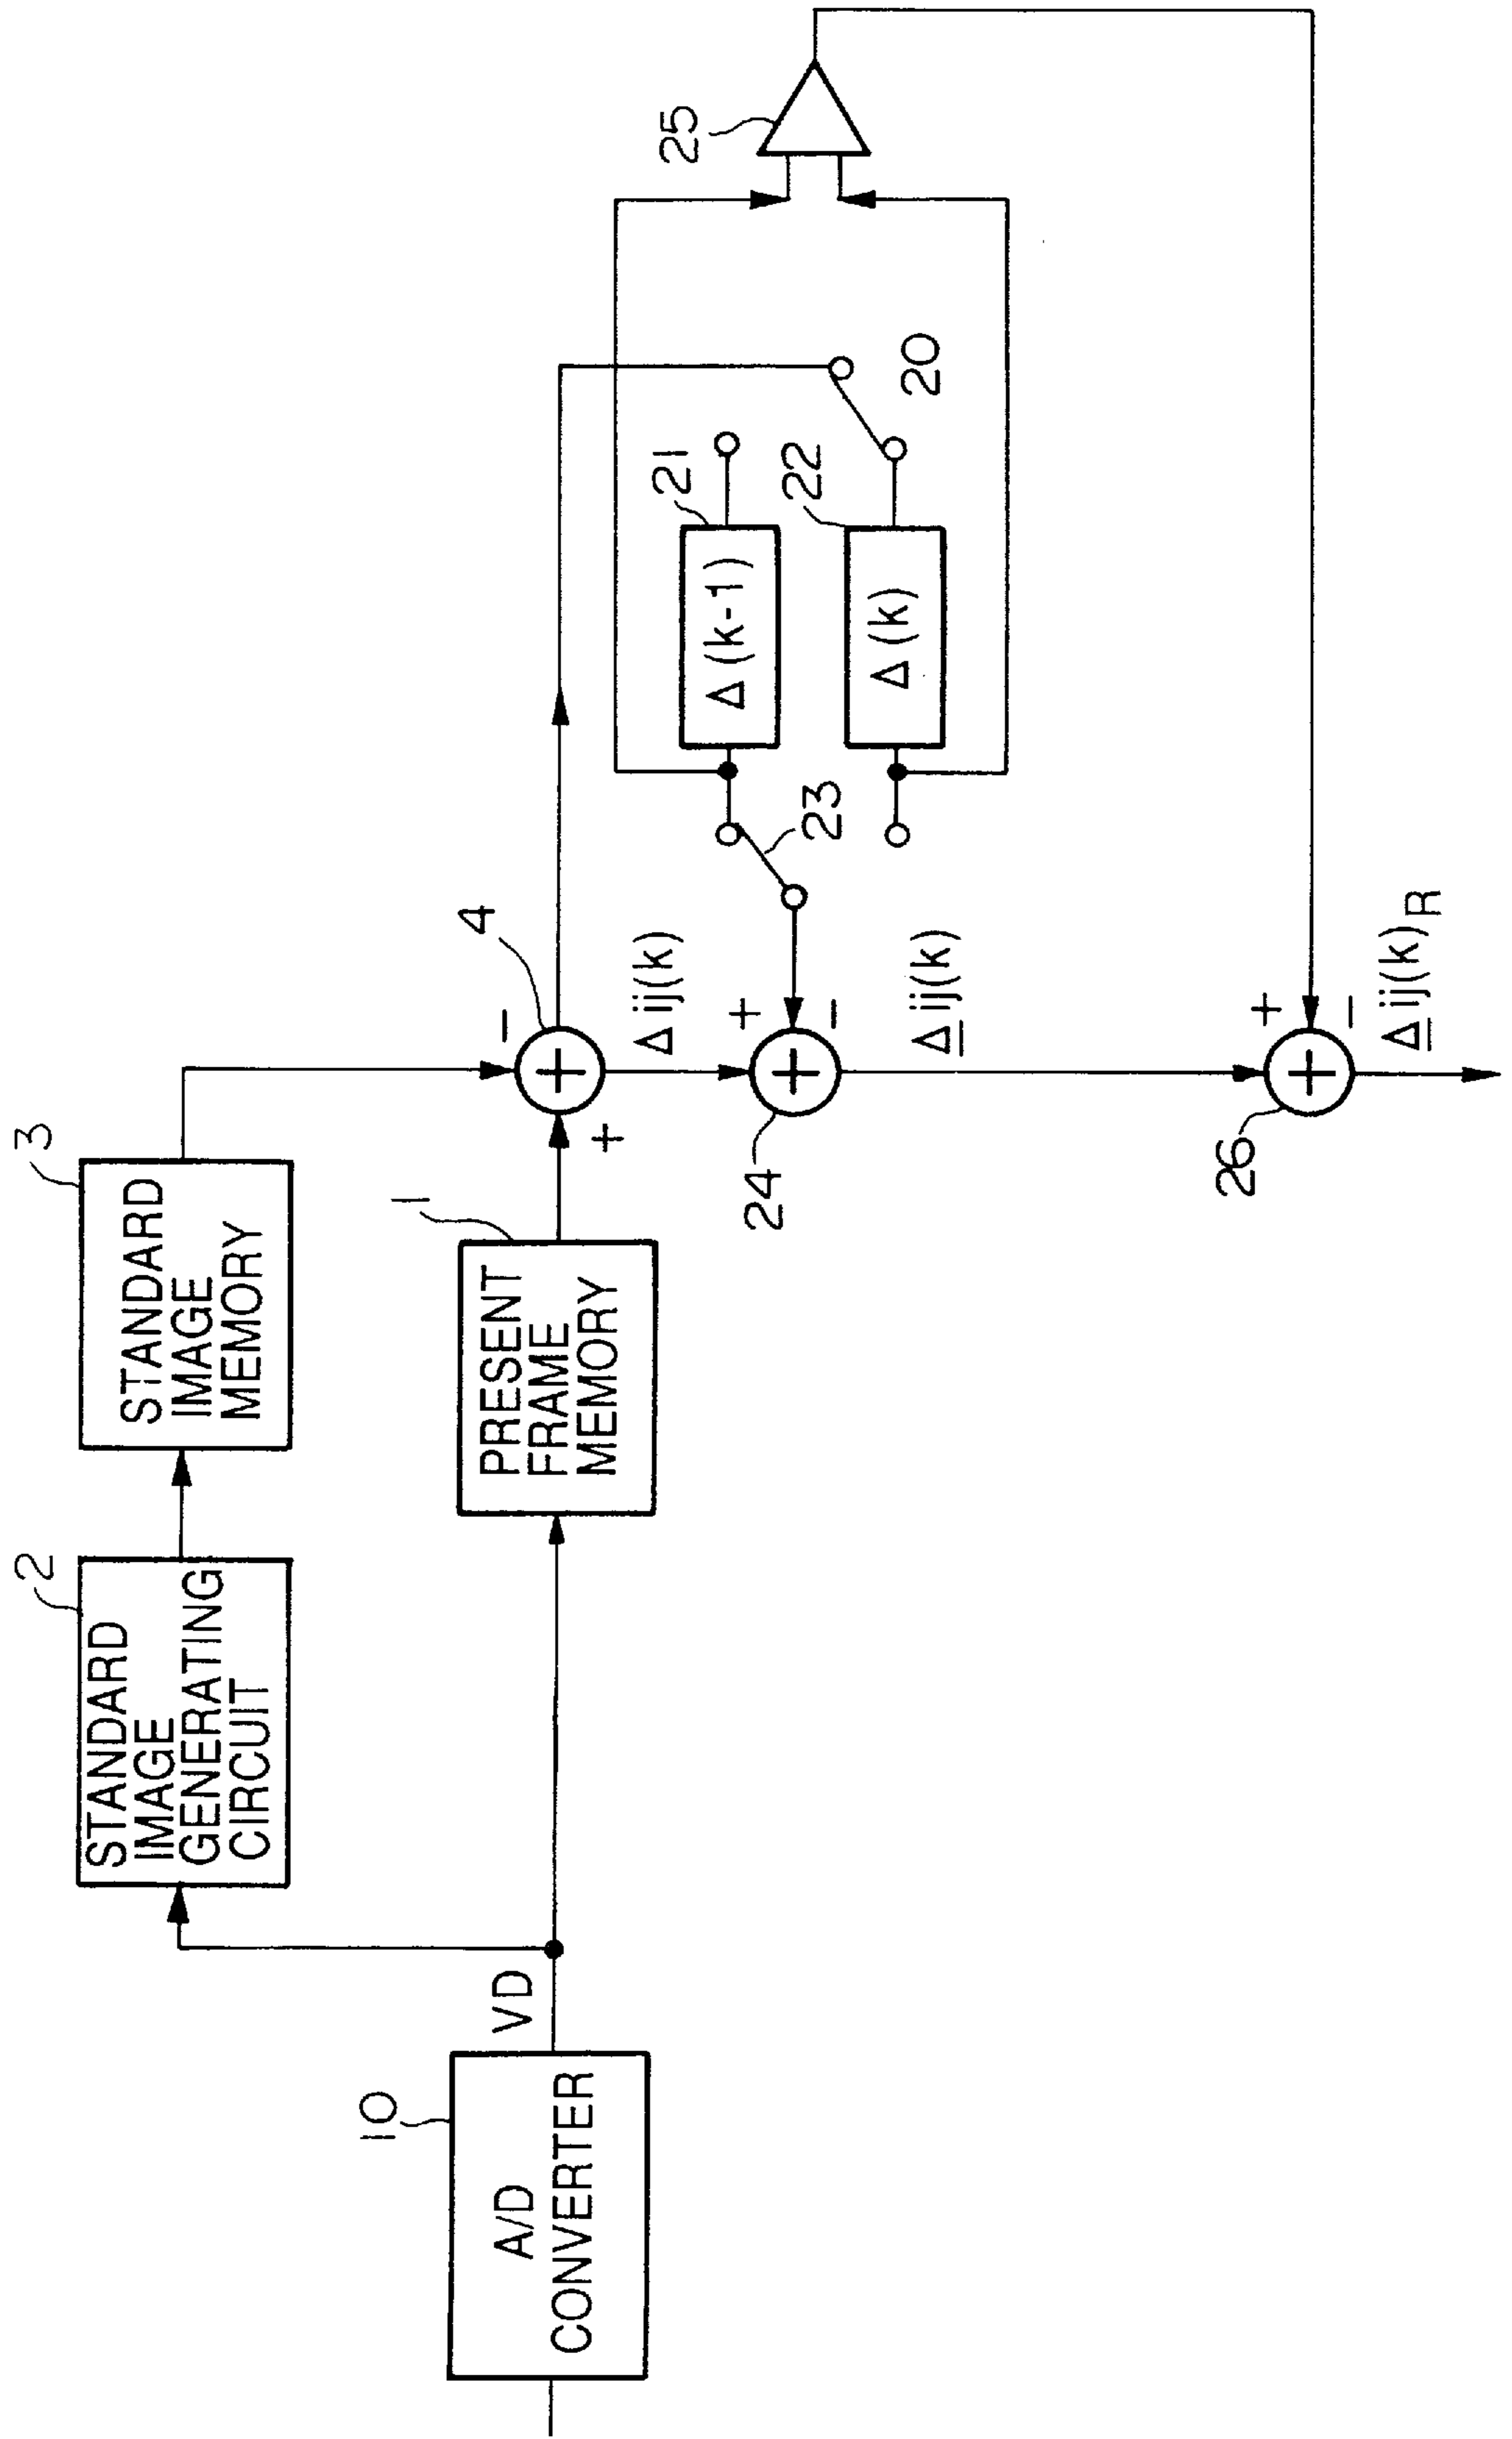 10
A/D
CONVERTER
VD
2
STANDARD
IMAGE
GENERATING
CIRCUIT
3
STANDARD
IMAGE
MEMORY
1
PRESENT
FRAME
MEMORY
+
-
4
+
Δij(k)
24
+
+
-
Δij(k)
26
+
+
-
Δij(k)R
23
21
Δ(k-1)
22
Δ(k)
20
25